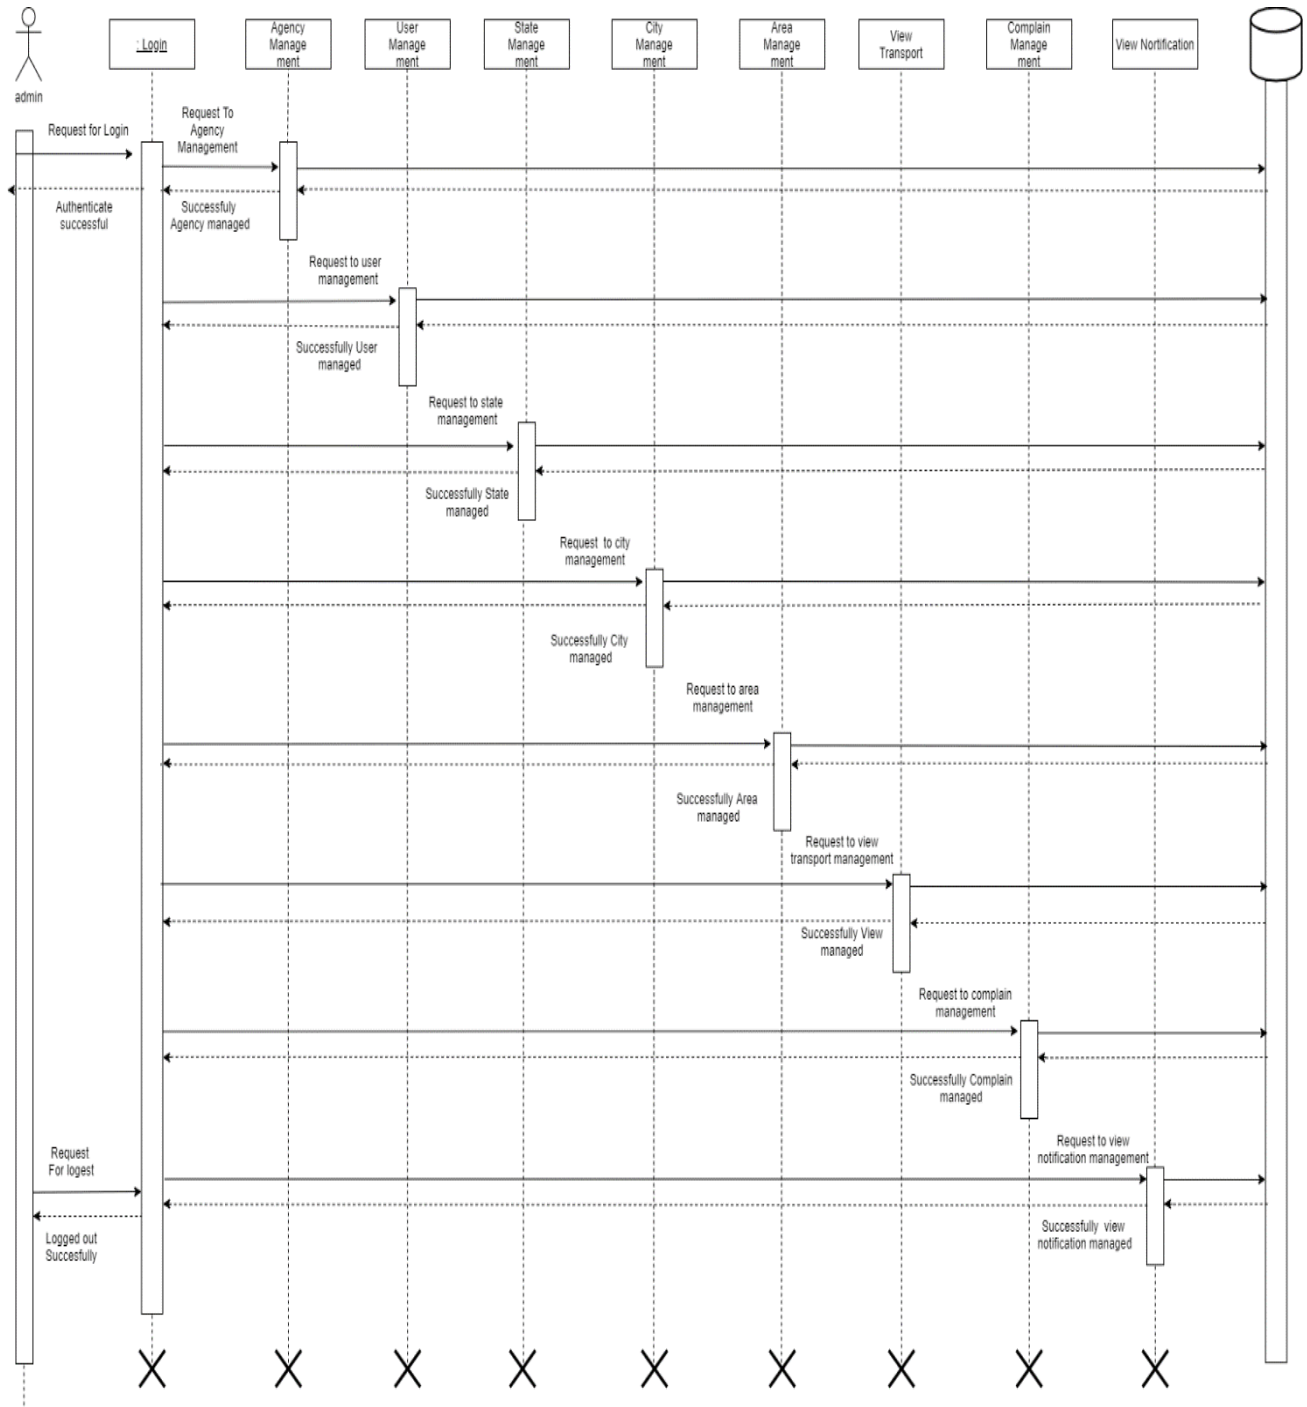 : Login
Agency
Manage
ment
User
Manage
ment
State
Manage
ment
City
Manage
ment
Area
Manage
ment
View
Transport
Complain
Manage
ment
View Nortification
admin
Request for Login
Request To
Agency
Management
Authenticate
successful
Successfuly
Agency managed
Request to user
management
Successfully User
managed
Request to state
management
Successfully State
managed
Request to city
management
Successfully City
managed
Request to area
management
Successfully Area
managed
Request to view
transport management
Successfully View
managed
Request to complain
management
Successfully Complain
managed
Request
For logest
Request to view
notification management
Logged out
Succesfully
Successfully view
notification managed